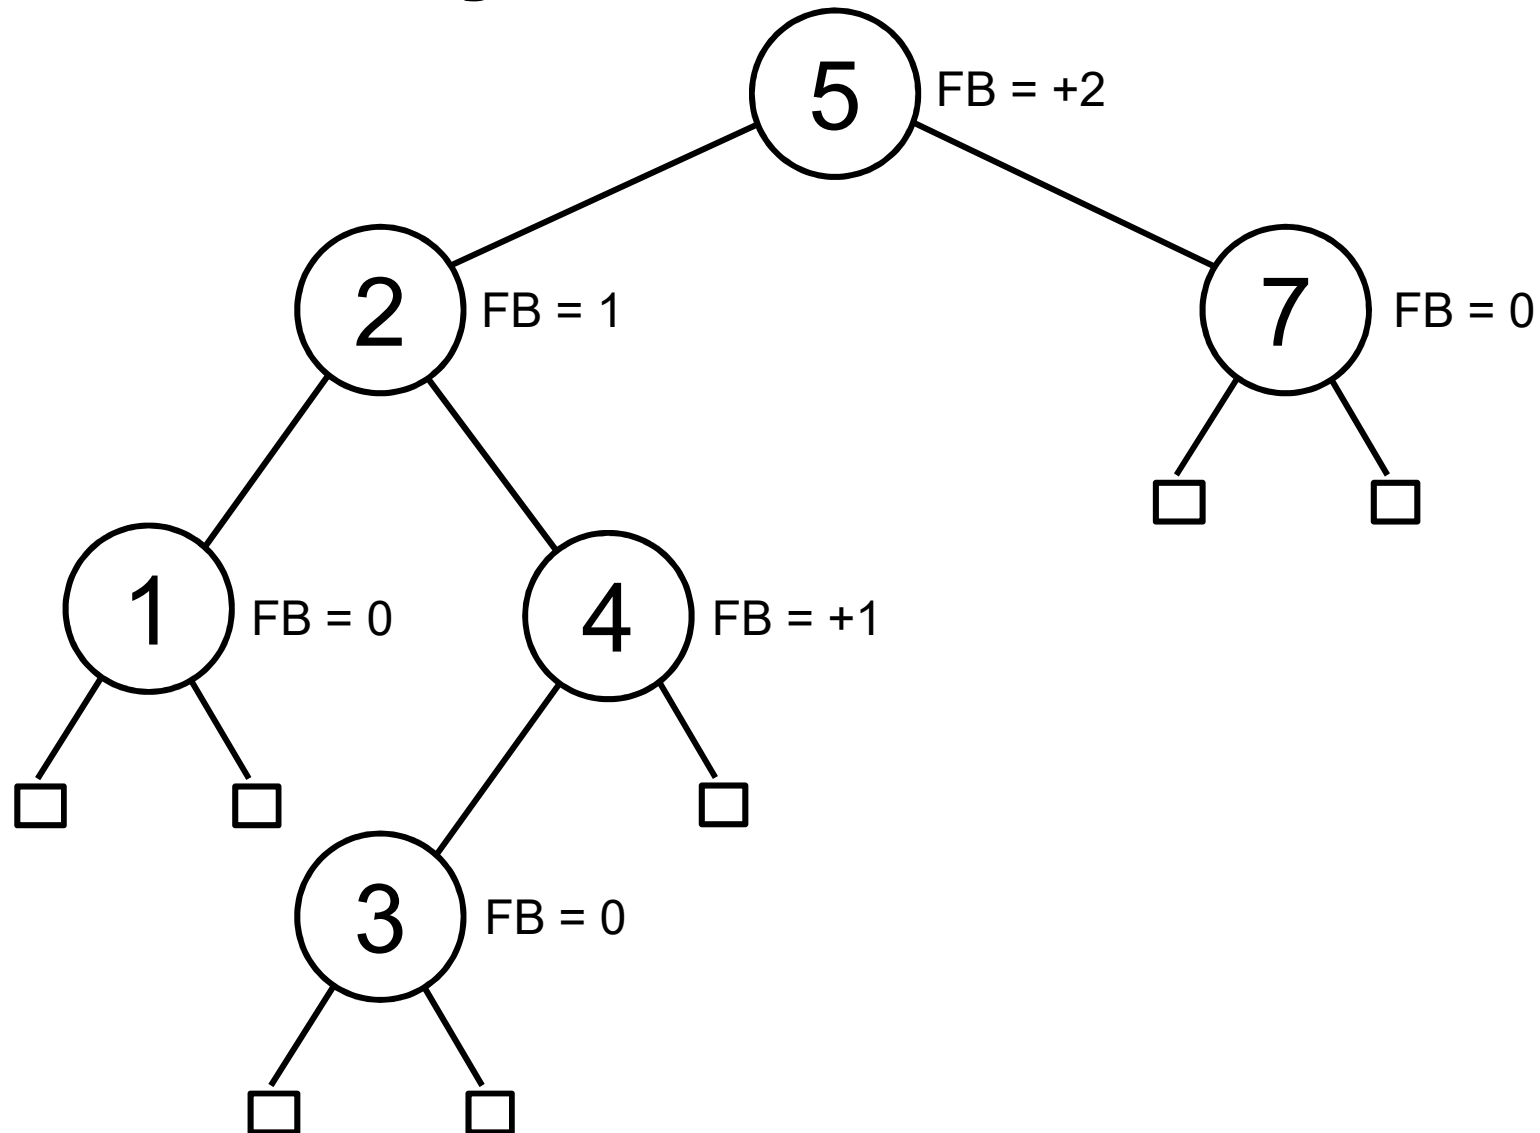 5 FB = +2
2 FB = 1
7 FB = 0
1 FB = 0
4 FB = +1
3 FB = 0